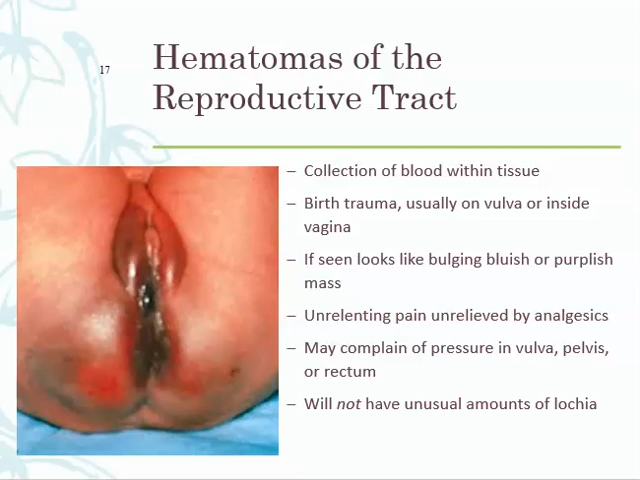 17
Hematomas of the
Reproductive Tract
– Collection of blood within tissue
– Birth trauma, usually on vulva or inside
vagina
– If seen looks like bulging bluish or purplish
mass
– Unrelenting pain unrelieved by analgesics
– May complain of pressure in vulva, pelvis,
or rectum
– Will not have unusual amounts of lochia